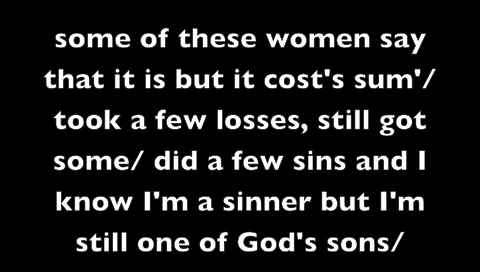 some of these women say
that it is but it cost's sum'/
took a few losses, still got
some/ did a few sins and I
know I'm a sinner but I'm
still one of God's sons/